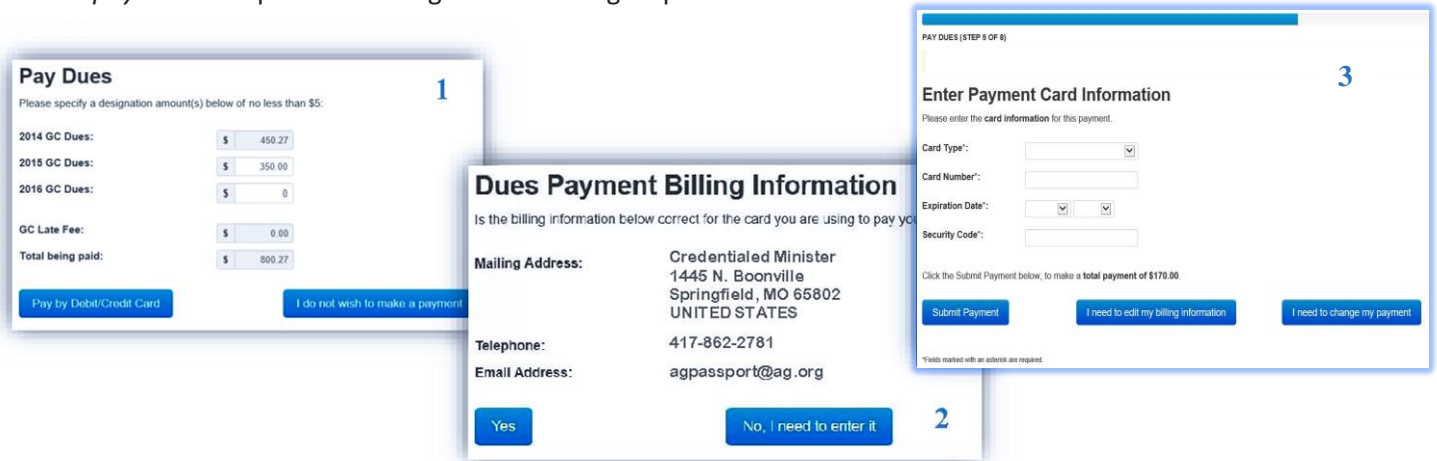 Pay Dues
1
Please specify a designation amount(s) below of no less than $5:
2014 GC Dues: $ 450.27
2015 GC Dues: $ 350.00
2016 GC Dues: $ 0
GC Late Fee: $ 0.00
Total being paid: $ 800.27
Pay by Debit/Credit Card I do not wish to make a payment
Dues Payment Billing Information
Is the billing information below correct for the card you are using to pay
Mailing Address: Credentialed Minister
1445 N. Boonville
Springfield, MO 65802
UNITED STATES
Telephone: 417-862-2781
Email Address: agpassport@ag.org
Yes No, I need to enter it
2
PAY DUES (STEP 5 OF 8)
3
Enter Payment Card Information
Please enter the card information for this payment.
Card Type*:
Card Number*:
Expiration Date*:
Security Code*:
Click the Submit Payment below, to make a total payment of $170.00.
Submit Payment I need to edit my billing information I need to change my payment
*Fields marked with an asterisk are required.